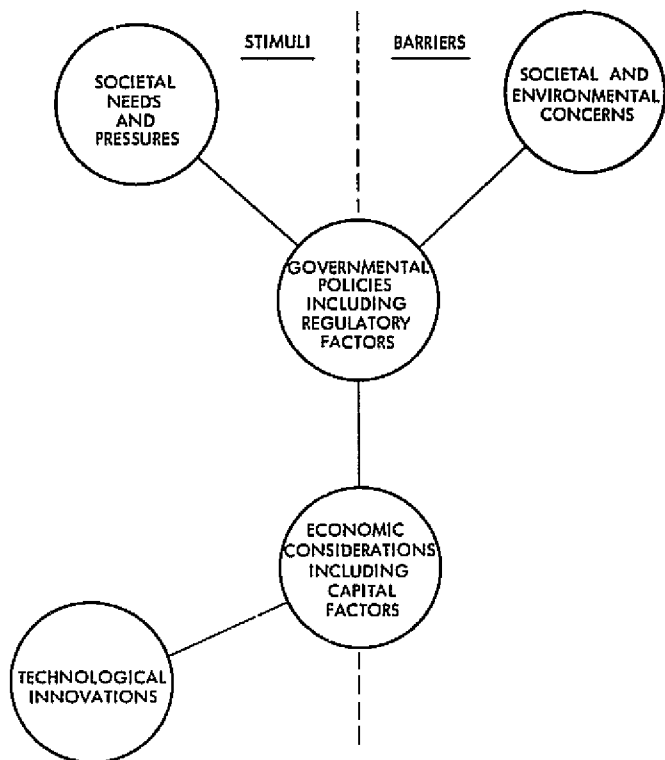 STIMULI
BARRIERS
SOCIETAL
NEEDS
AND
PRESSURES
SOCIETAL AND
ENVIRONMENTAL
CONCERNS
GOVERNMENTAL
POLICIES
INCLUDING
REGULATORY
FACTORS
ECONOMIC
CONSIDERATIONS
INCLUDING
CAPITAL
FACTORS
TECHNOLOGICAL
INNOVATIONS